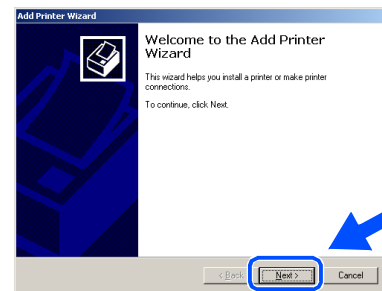 Add Printer Wizard
Welcome to the Add Printer
Wizard
This wizard helps you install a printer or make printer
connections.
To continue, click Next.
< Back
Next >
Cancel